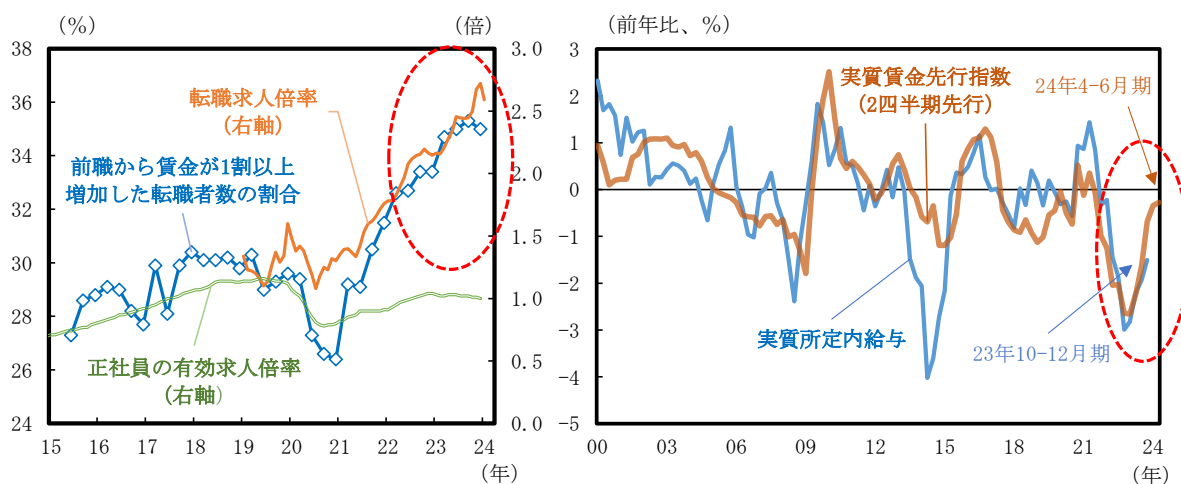 (%)
(倍)
38
36
34
32
30
28
26
24
3.0
2.5
2.0
1.5
1.0
0.5
0.0
転職求人倍率
(右軸)
前職から賃金が1割以上
増加した転職者数の割合
正社員の有効求人倍率
(右軸)
15 16 17 18 19 20 21 22 23 24
(年)
(前年比、%)
3
2
1
0
-1
-2
-3
-4
-5
実質賃金先行指数
(2四半期先行)
24年4-6月期
実質所定内給与
23年10-12月期
00 03 06 09 12 15 18 21 24
(年)